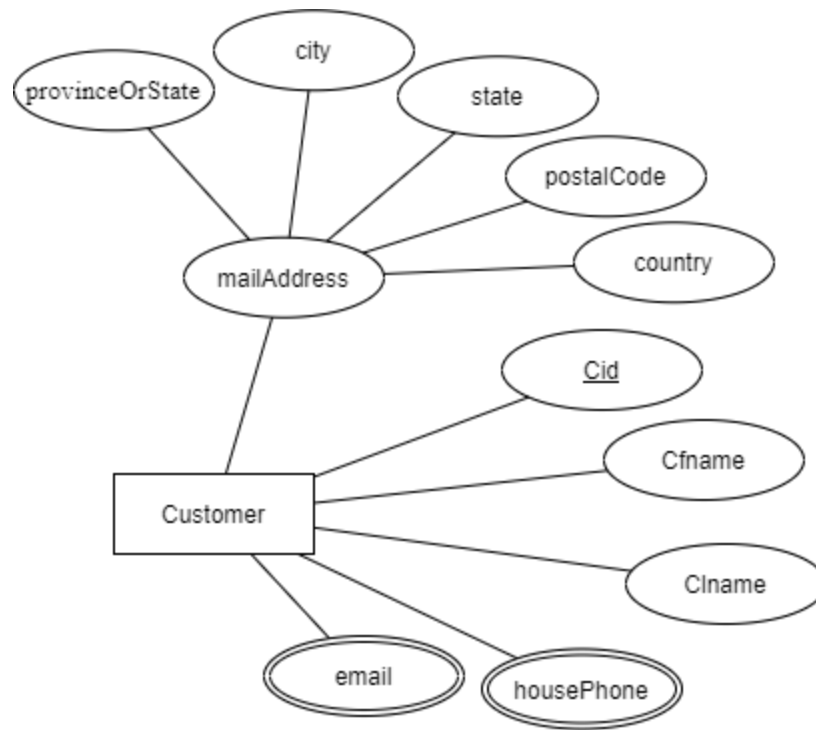 city
provinceOrState
state
postalCode
country
mailAddress
Cid
Cfname
Customer
Clname
email
housePhone